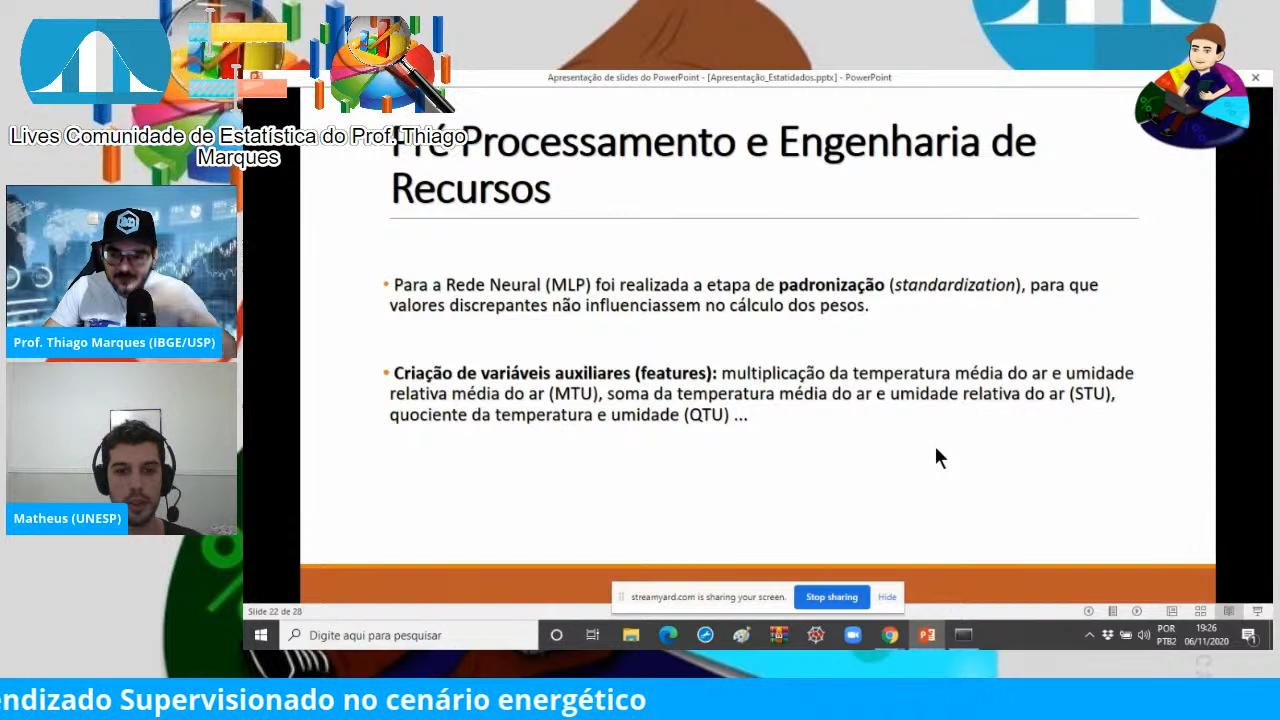 Lives Comunidade de Estatística do Prof. Thiago
Marques
Apresentação de slides do PowerPoint - [Apresentação_Estatidados.pptx] - PowerPoint
Processamento e Engenharia de
Recursos
• Para a Rede Neural (MLP) foi realizada a etapa de padronização (standardization), para que
valores discrepantes não influenciassem no cálculo dos pesos.
• Criação de variáveis auxiliares (features): multiplicação da temperatura média do ar e umidade
relativa média do ar (MTU), soma da temperatura média do ar e umidade relativa do ar (STU),
quociente da temperatura e umidade (QTU) ...
Prof. Thiago Marques (IBGE/USP)
Matheus (UNESP)
streamyard.com is sharing your screen.
Stop sharing
Hide
Slide 22 de 28
Digite aqui para pesquisar
POR
PTB2
19:26
06/11/2020
endizado Supervisionado no cenário energético